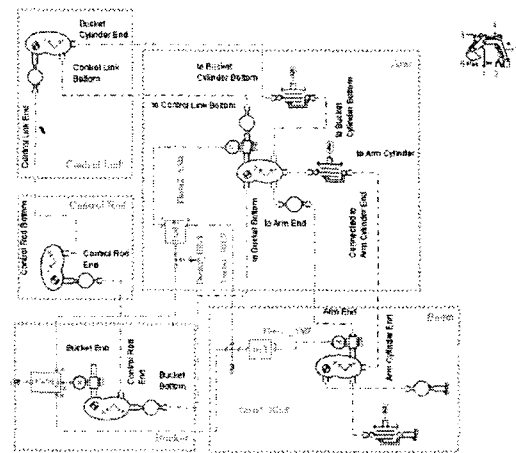 Bucket
Cylinder End
Control Link
Bottom
Control Link End
Control Link
to Bucket
Cylinder Bottom
Arm
to Control Link Bottom
to Bucket
Cylinder Bottom
to Arm Cylinder
to Bucket Bottom
to Arm End
Connected to
Arm Cylinder End
Control Rod
Control Rod Bottom
Control Rod
End
Bucket End
Control Rod
End
Bucket
Bottom
Bucket
Arm End
Arm Cylinder End
Boom